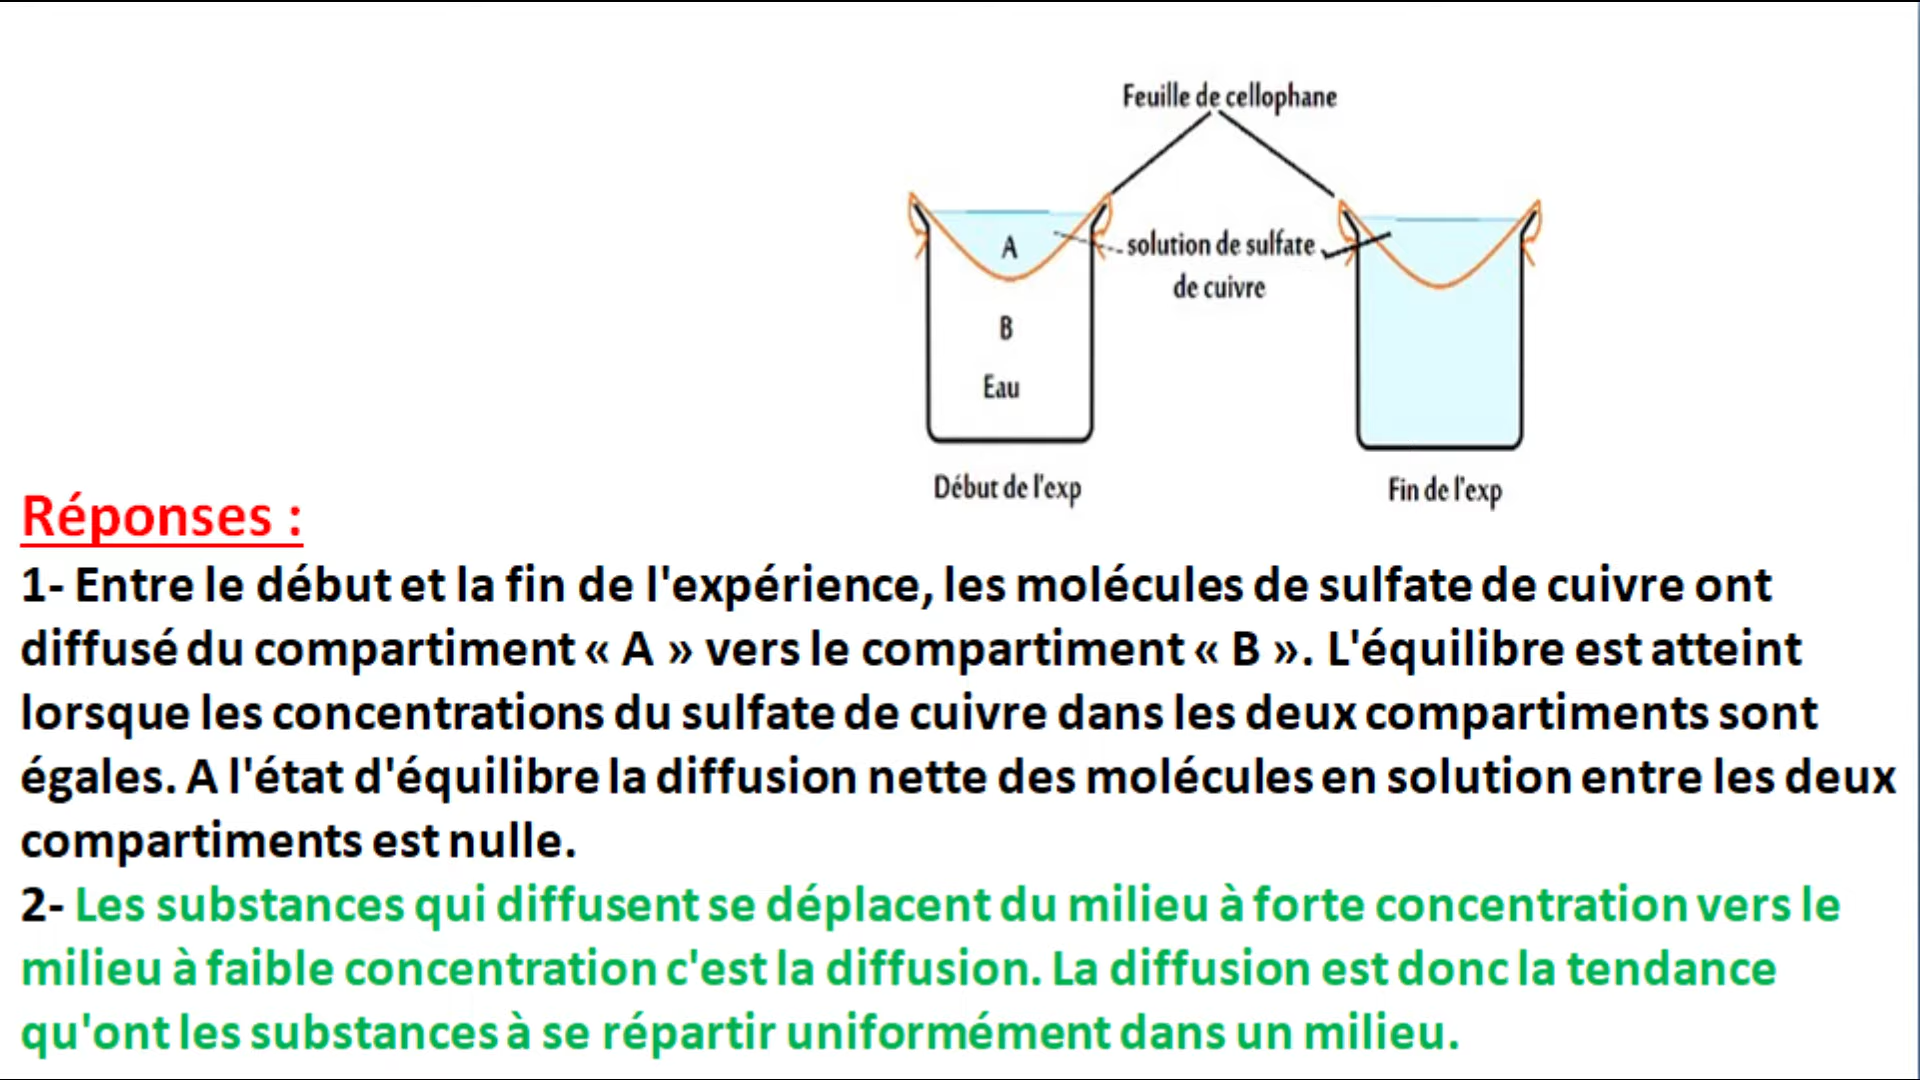 Feuille de cellophane
A
solution de sulfate
de cuivre
B
Eau
Début de l'exp
Fin de l'exp
Réponses :
1- Entre le début et la fin de l'expérience, les molécules de sulfate de cuivre ont
diffusé du compartiment « A » vers le compartiment « B ». L'équilibre est atteint
lorsque les concentrations du sulfate de cuivre dans les deux compartiments sont
égales. A l'état d'équilibre la diffusion nette des molécules en solution entre les deux
compartiments est nulle.
2- Les substances qui diffusent se déplacent du milieu à forte concentration vers le
milieu à faible concentration c'est la diffusion. La diffusion est donc la tendance
qu'ont les substances à se répartir uniformément dans un milieu.